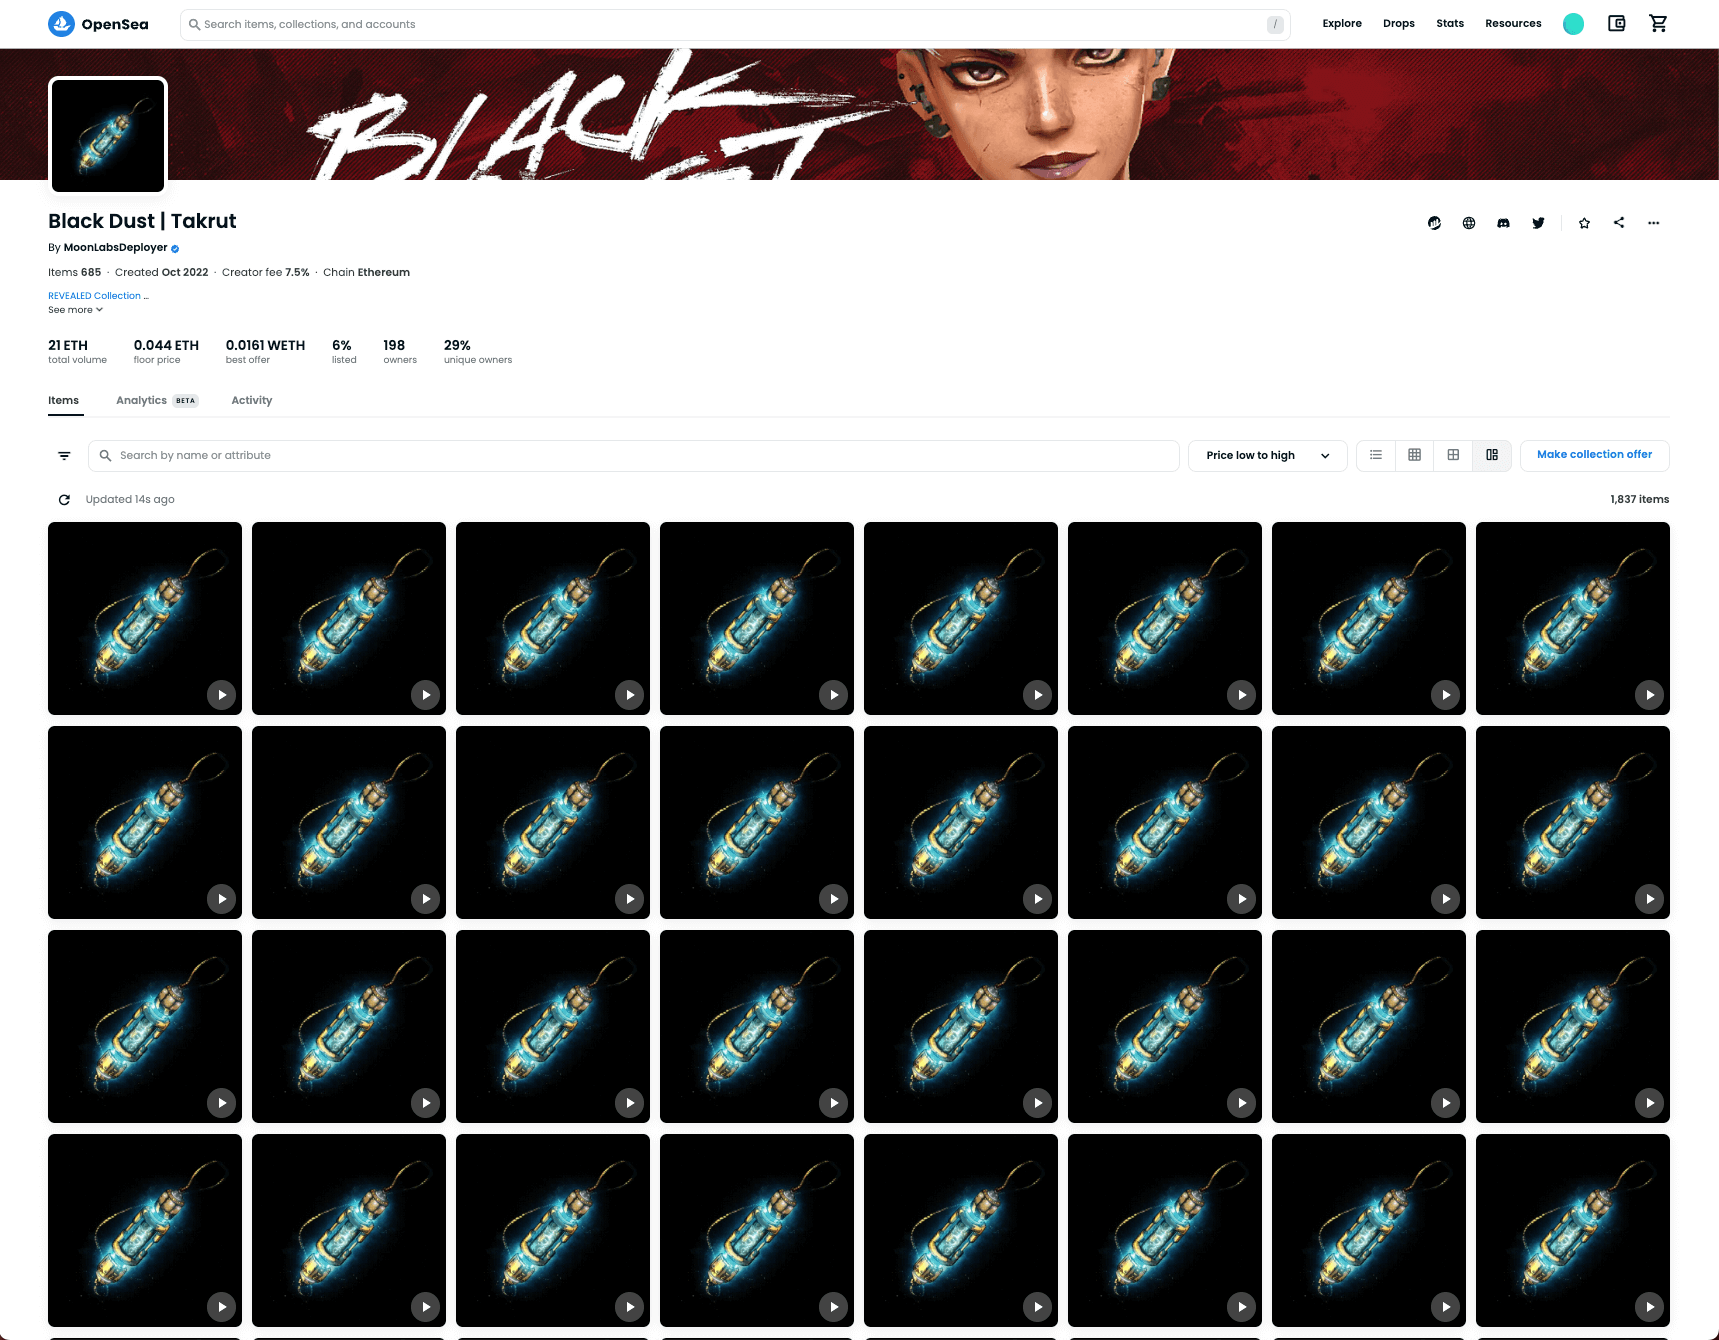 OpenSea
Search items, collections, and accounts
/
Explore
Drops
Stats
Resources
BLACK
Black Dust | Takrut
By MoonLabsDeployer
Items 685 · Created Oct 2022 · Creator fee 7.5% · Chain Ethereum
REVEALED Collection ...
See more
21 ETH
total volume
0.044 ETH
floor price
0.0161 WETH
best offer
6%
listed
198
owners
29%
unique owners
Items
Analytics BETA
Activity
Search by name or attribute
Price low to high
Make collection offer
Updated 14s ago
1,837 items